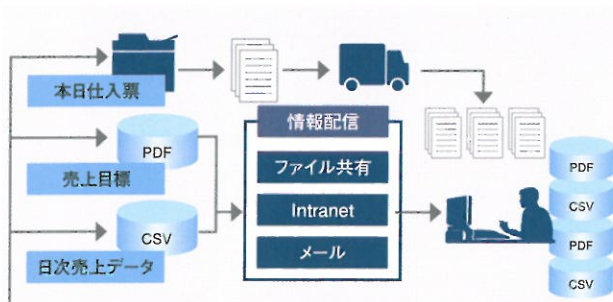 本日仕入票
PDF
売上目標
CSV
日次売上データ
情報配信
ファイル共有
Intranet
メール
PDF
CSV
PDF
CSV